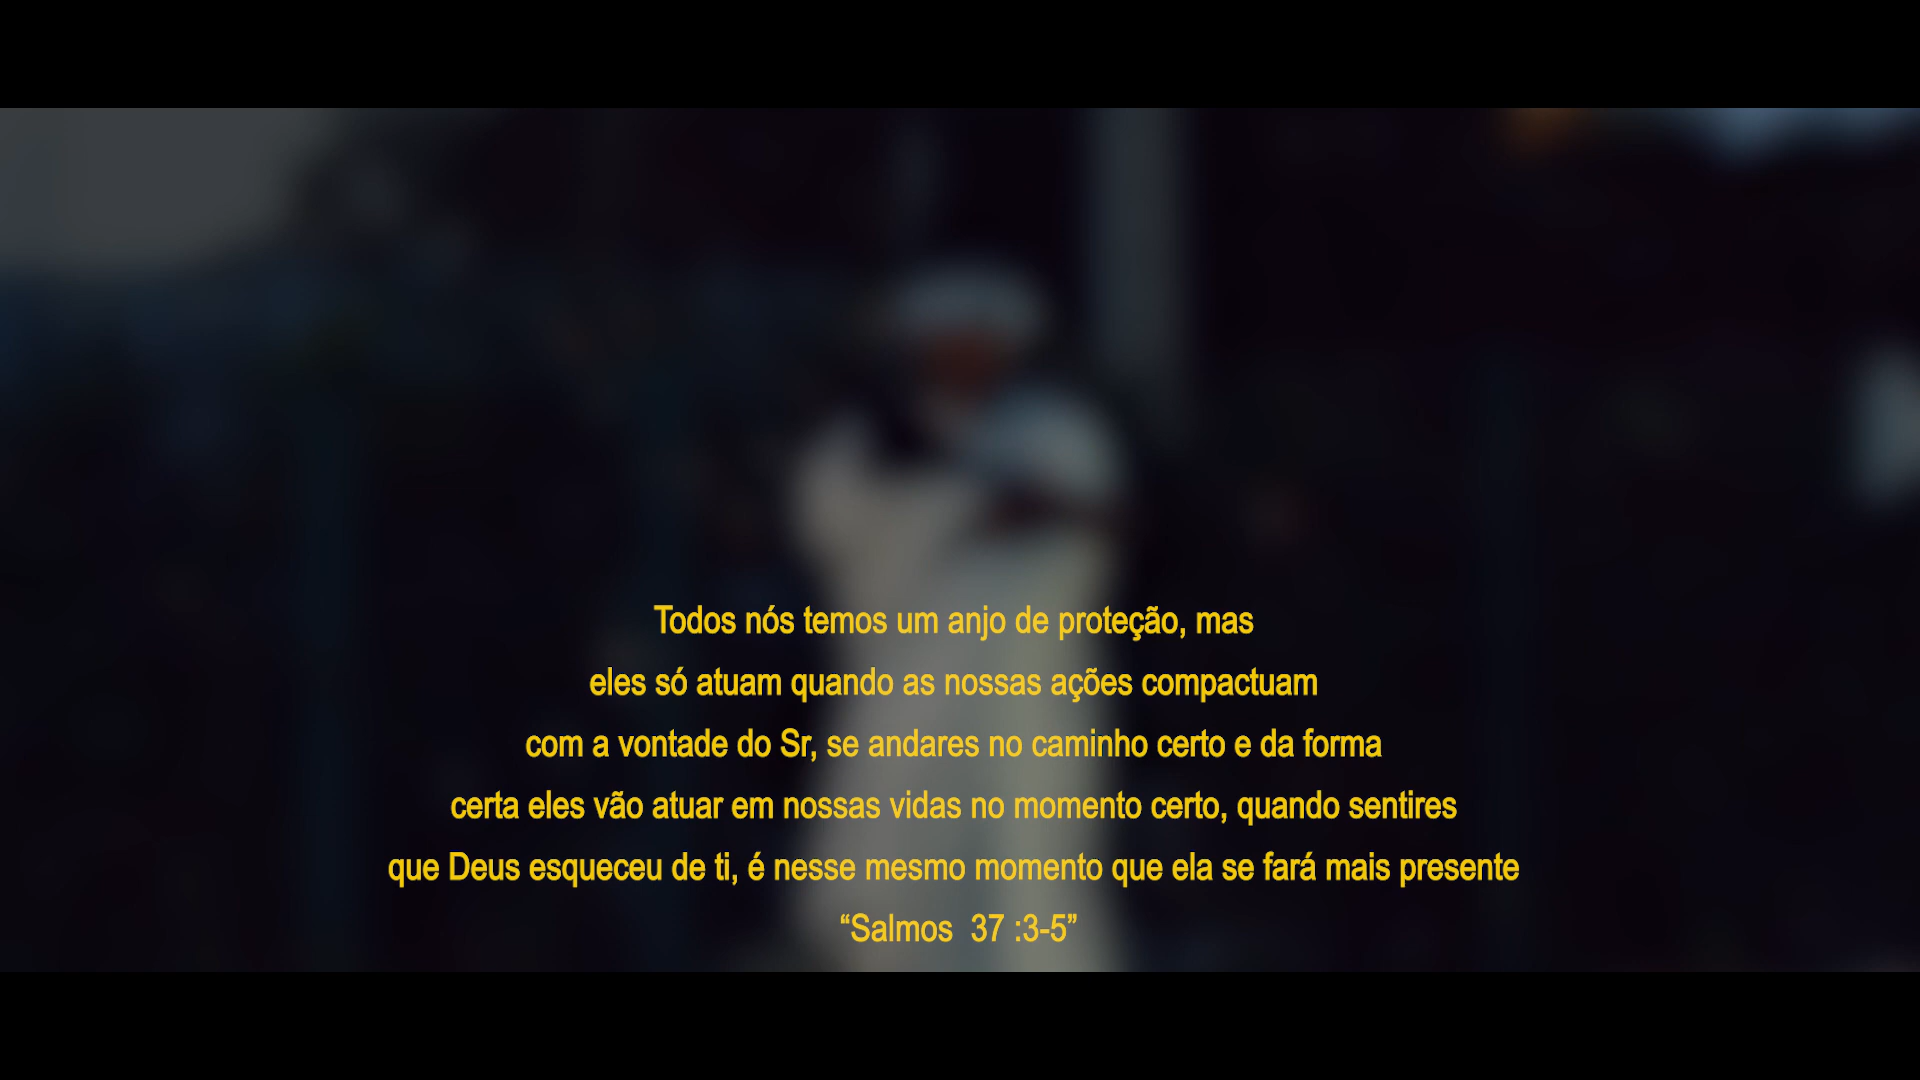 Todos nós temos um anjo de proteção, mas
eles só atuam quando as nossas ações compactuam
com a vontade do Sr, se andares no caminho certo e da forma
certa eles vão atuar em nossas vidas no momento certo, quando sentires
que Deus esqueceu de ti, é nesse mesmo momento que ela se fará mais presente
“Salmos  37 :3-5”